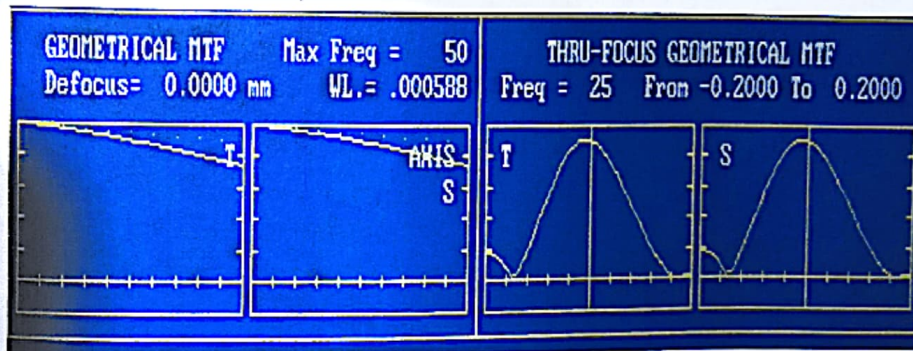 GEOMETRICAL MTF Max Freq = 50
Defocus= 0.0000 mm WL.= .000588
THRU-FOCUS GEOMETRICAL MTF
Freq = 25 From -0.2000 To 0.2000
T
AXIS
S
T
S